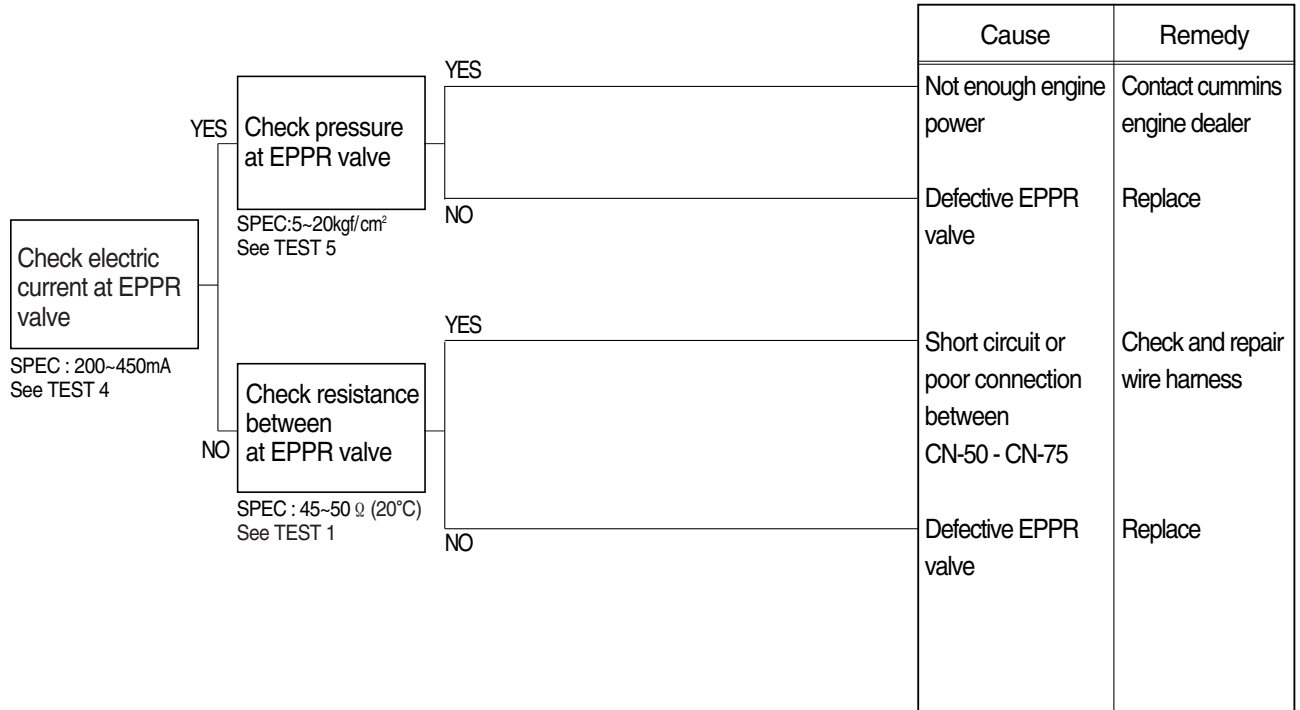 Cause
Remedy
YES
Not enough engine
power
Contact cummins
engine dealer
YES
Check pressure
at EPPR valve
NO
Defective EPPR
valve
Replace
SPEC:5~20kgf/cm²
See TEST 5
Check electric
current at EPPR
valve
SPEC : 200~450mA
See TEST 4
YES
Short circuit or
poor connection
between
CN-50 - CN-75
Check and repair
wire harness
NO
Check resistance
between
at EPPR valve
SPEC : 45~50 Ω (20°C)
See TEST 1
NO
Defective EPPR
valve
Replace